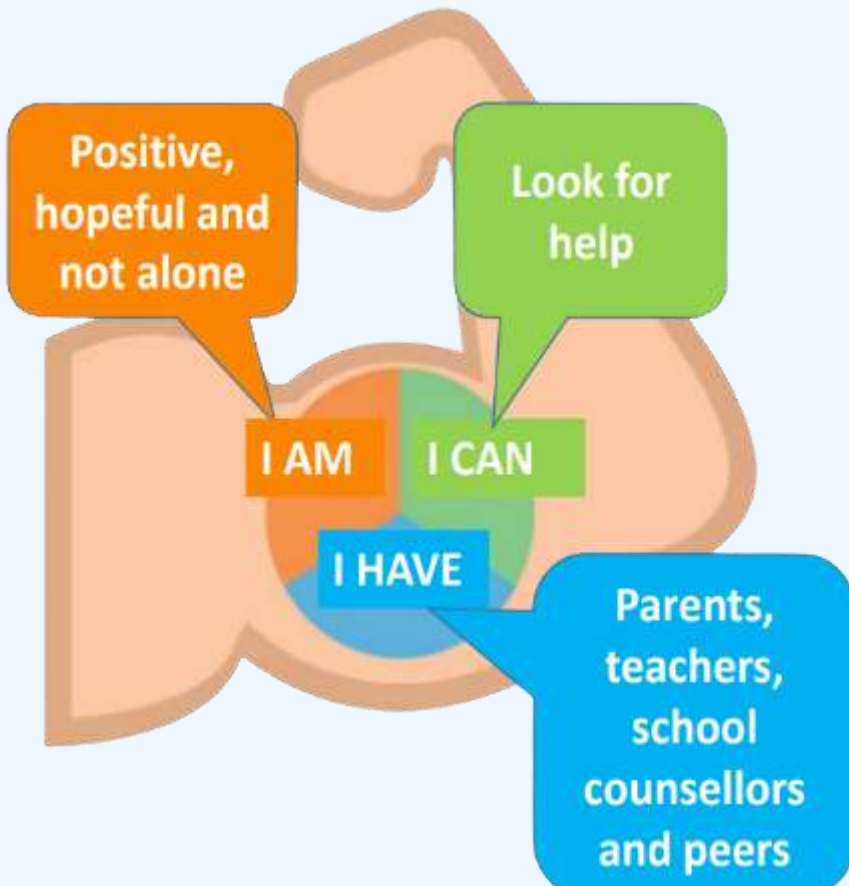 Positive,
hopeful and
not alone
Look for
help
I AM
I CAN
I HAVE
Parents,
teachers,
school
counsellors
and peers